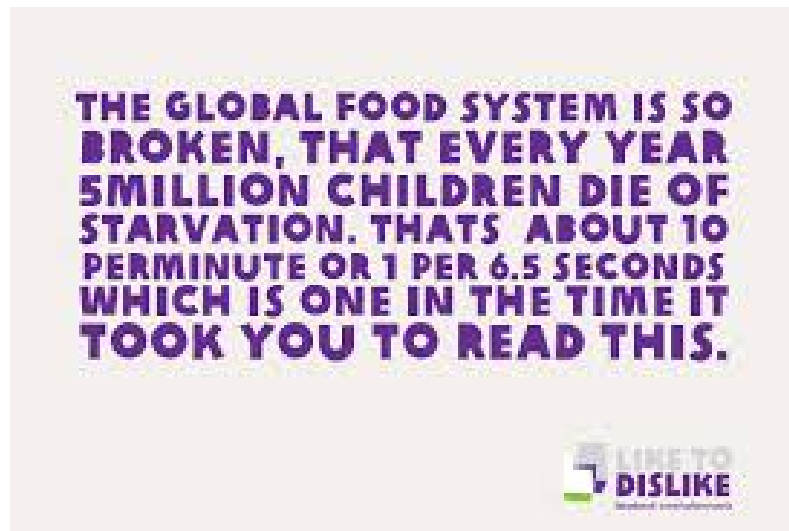 THE GLOBAL FOOD SYSTEM IS SO
BROKEN, THAT EVERY YEAR
5MILLION CHILDREN DIE OF
STARVATION. THATS ABOUT 10
PERMINUTE OR 1 PER 6.5 SECONDS
WHICH IS ONE IN THE TIME IT
TOOK YOU TO READ THIS.
LIKE TO
DISLIKE